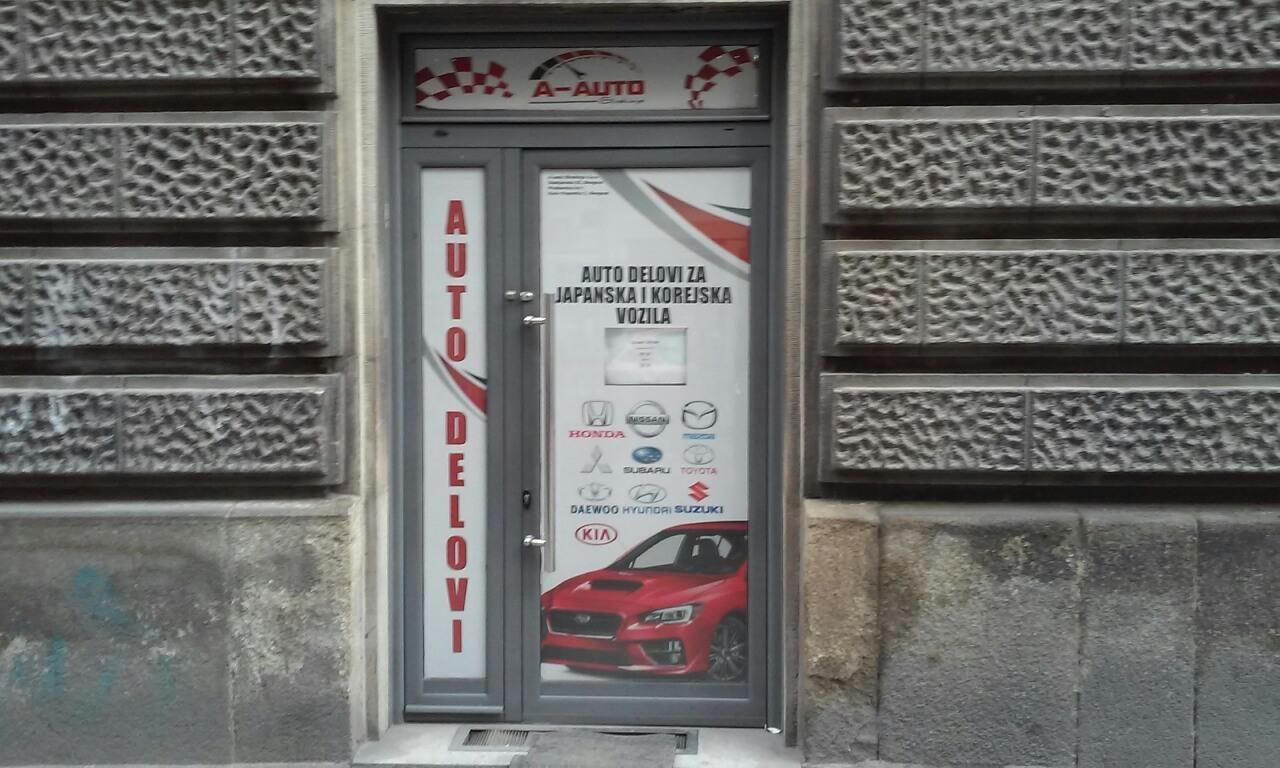 A-AUTO
AUTO DELOVI
AUTO DELOVI ZA
JAPANSKA I KOREJSKA
VOZILA
HONDA
NISSAN
mazda
SUBARU
TOYOTA
DAEWOO
HYUNDAI
SUZUKI
KIA